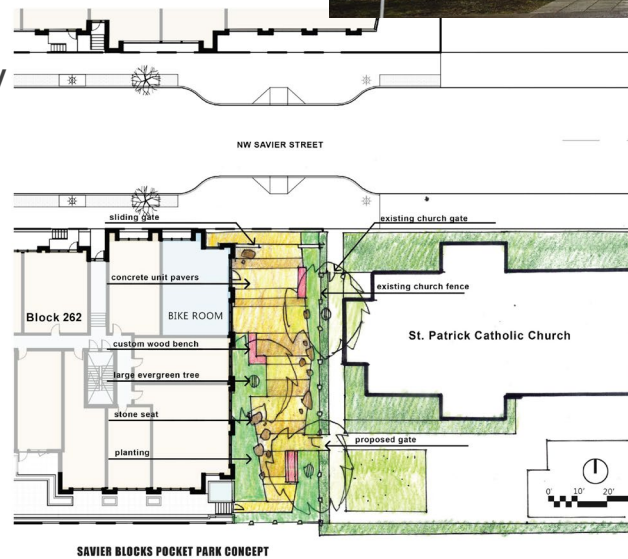 NW SAVIER STREET
sliding gate
existing church gate
concrete unit pavers
existing church fence
Block 262
BIKE ROOM
St. Patrick Catholic Church
custom wood bench
large evergreen tree
stone seat
proposed gate
planting
0' 10' 20'
SAVIER BLOCKS POCKET PARK CONCEPT